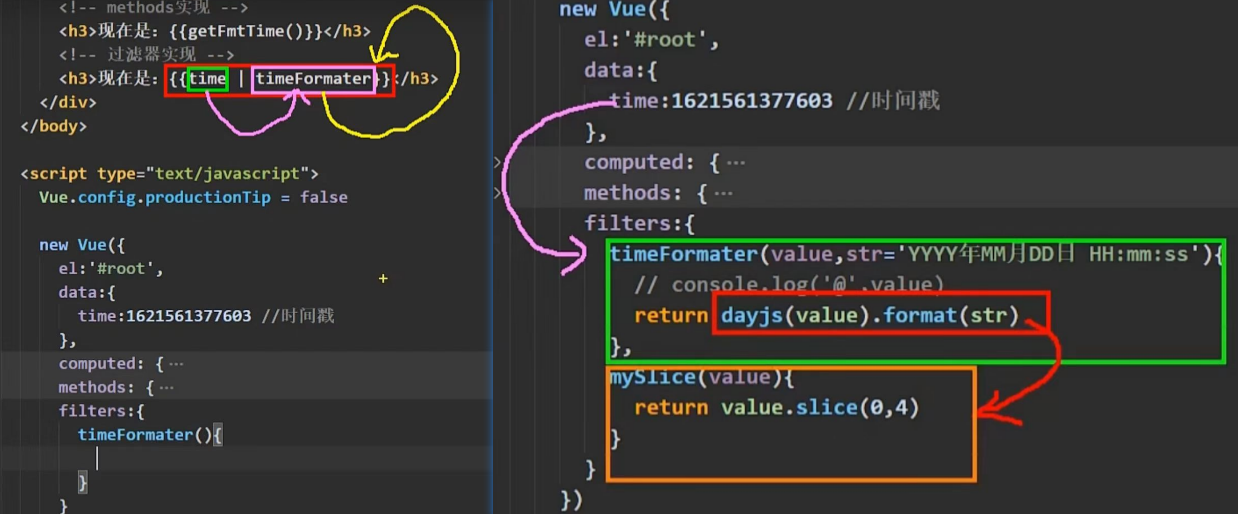 <!-- methods实现 -->
<h3>现在是：{{getFmtTime()}}</h3>
<!-- 过滤器实现 -->
<h3>现在是：{{time | timeFormater}}</h3>
</div>
</body>
<script type="text/javascript">
Vue.config.productionTip = false
new Vue({
el:'#root',
data:{
time:1621561377603 //时间戳
},
computed: {···
methods: {···
filters:{
timeFormater(){
}
}
new Vue({
el:'#root',
data:{
time:1621561377603 //时间戳
},
computed: {···
methods: {···
filters:{
timeFormater(value,str='YYYY年MM月DD日 HH:mm:ss'){
// console.log('@',value)
return dayjs(value).format(str)
},
mySlice(value){
return value.slice(0,4)
}
}
})